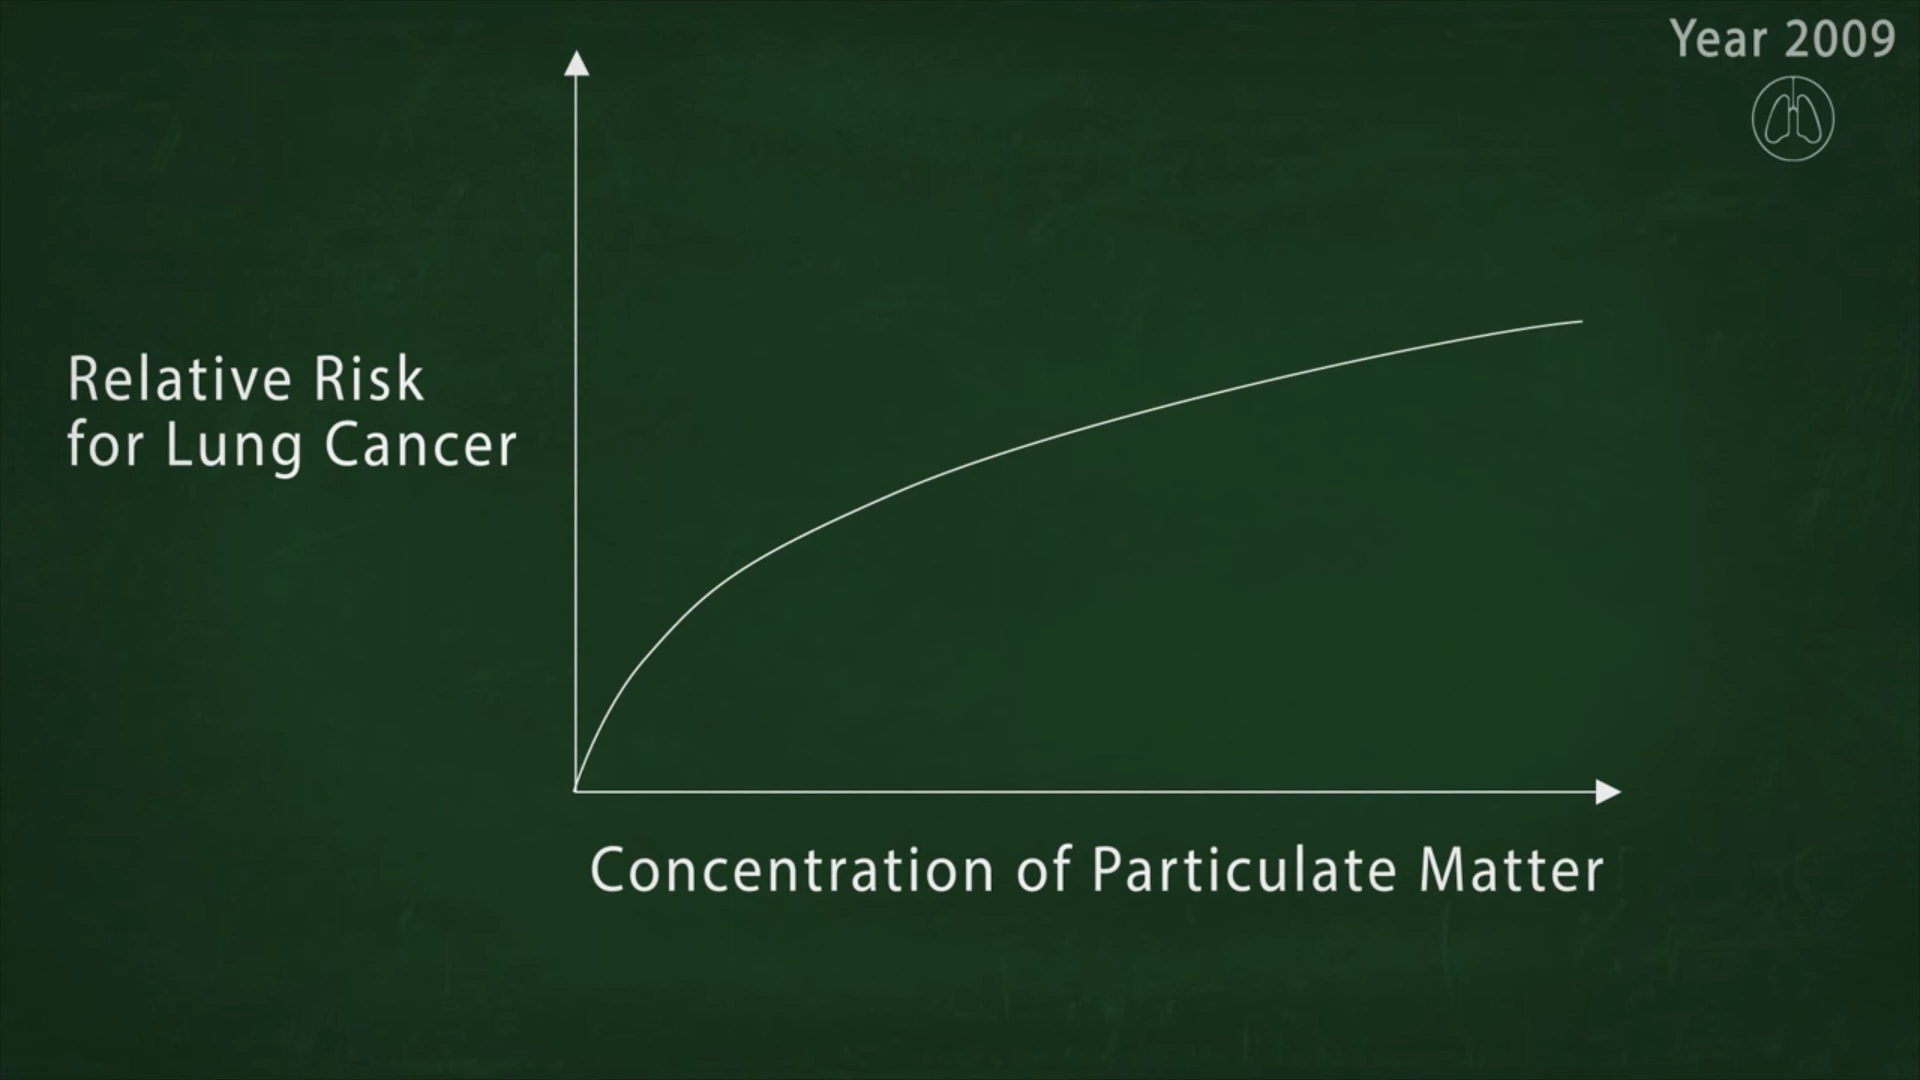 Year 2009
Relative Risk
for Lung Cancer
Concentration of Particulate Matter